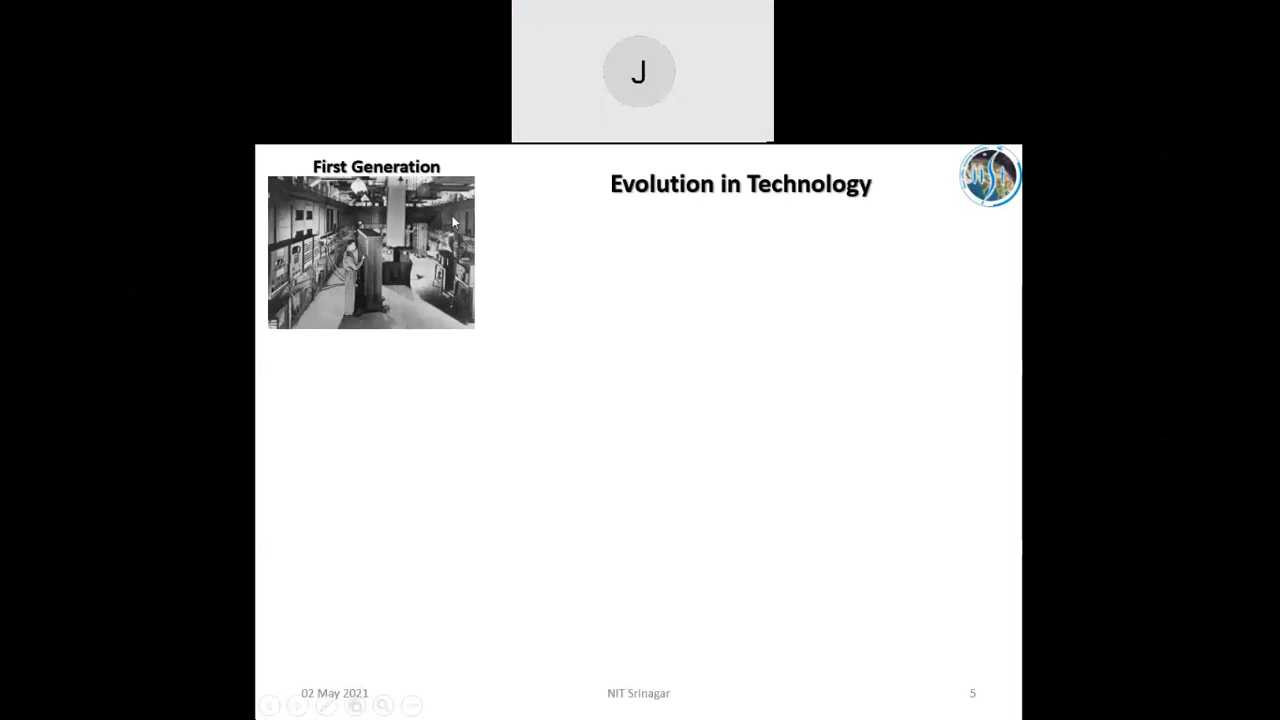 J
First Generation
Evolution in Technology
02 May 2021
NIT Srinagar
5